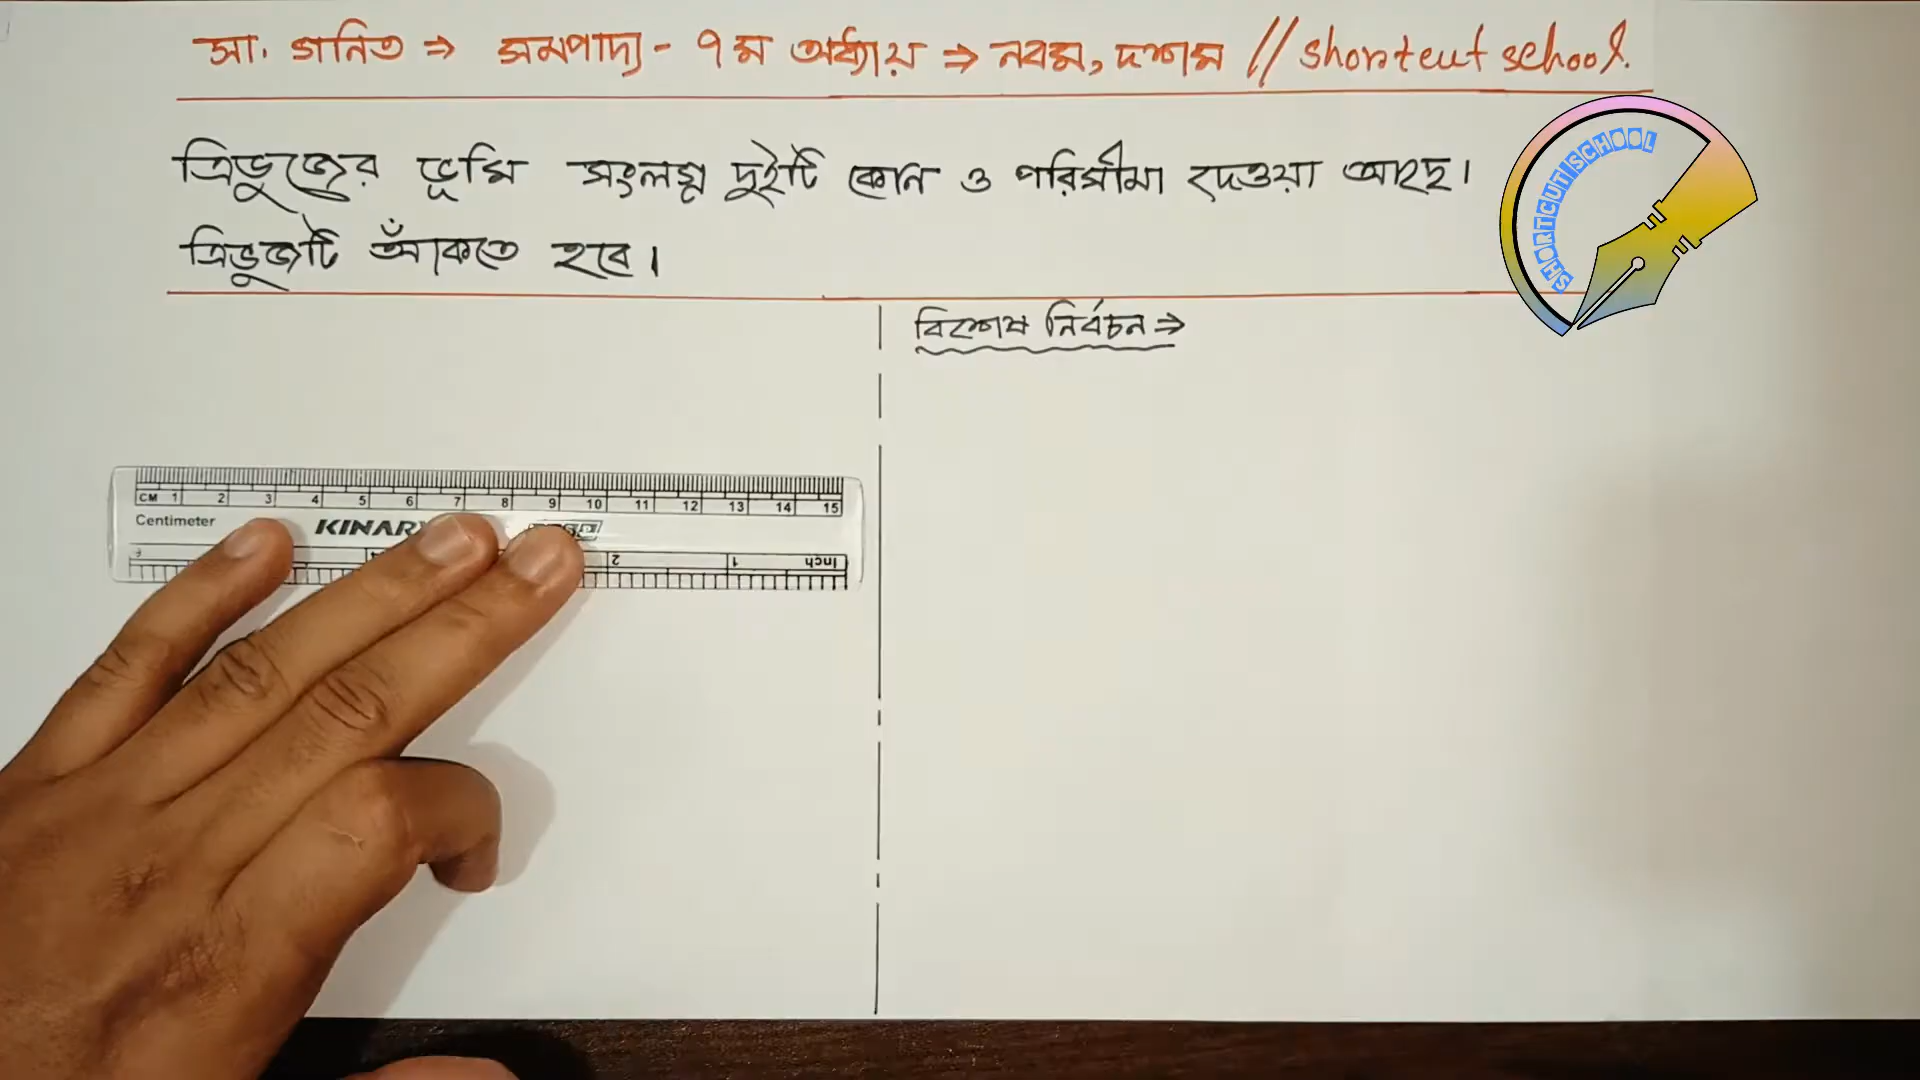 সা. গনিত ⇒ সমপাদ্য - ৭ম অধ্যায় ⇒ নবম, দশম // Shortcut school.
ত্রিভুজের ভূমি সংলগ্ন দুইটি কোন ও পরিসীমা দেওয়া আছে।
ত্রিভুজটি আঁকতে হবে।
SHORTCUT SCHOOL
বিশেষ নির্বচন ⇒
CM 1 2 3 4 5 6 7 8 9 10 11 12 13 14 15
Centimeter
2 1 Inch